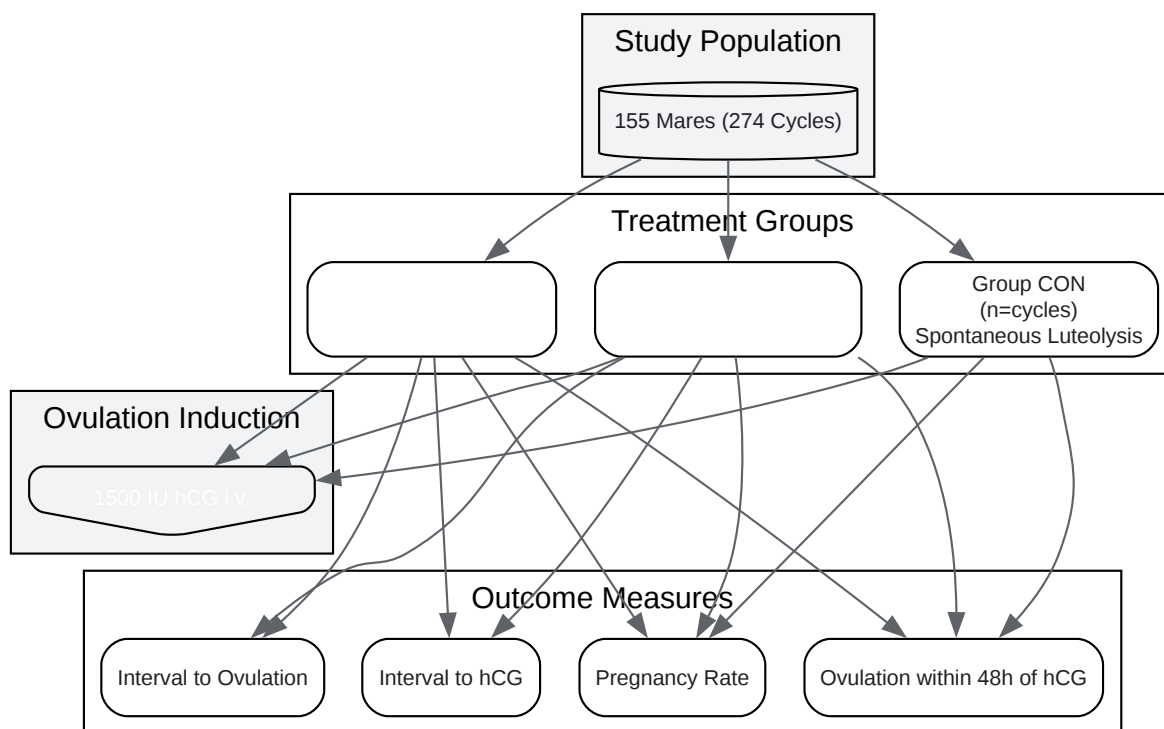 Study Population
155 Mares (274 Cycles)
Treatment Groups
Group CON
(n=cycles)
Spontaneous Luteolysis
Ovulation Induction
1500 IU hCG i.v.
Outcome Measures
Interval to Ovulation
Interval to hCG
Pregnancy Rate
Ovulation within 48h of hCG